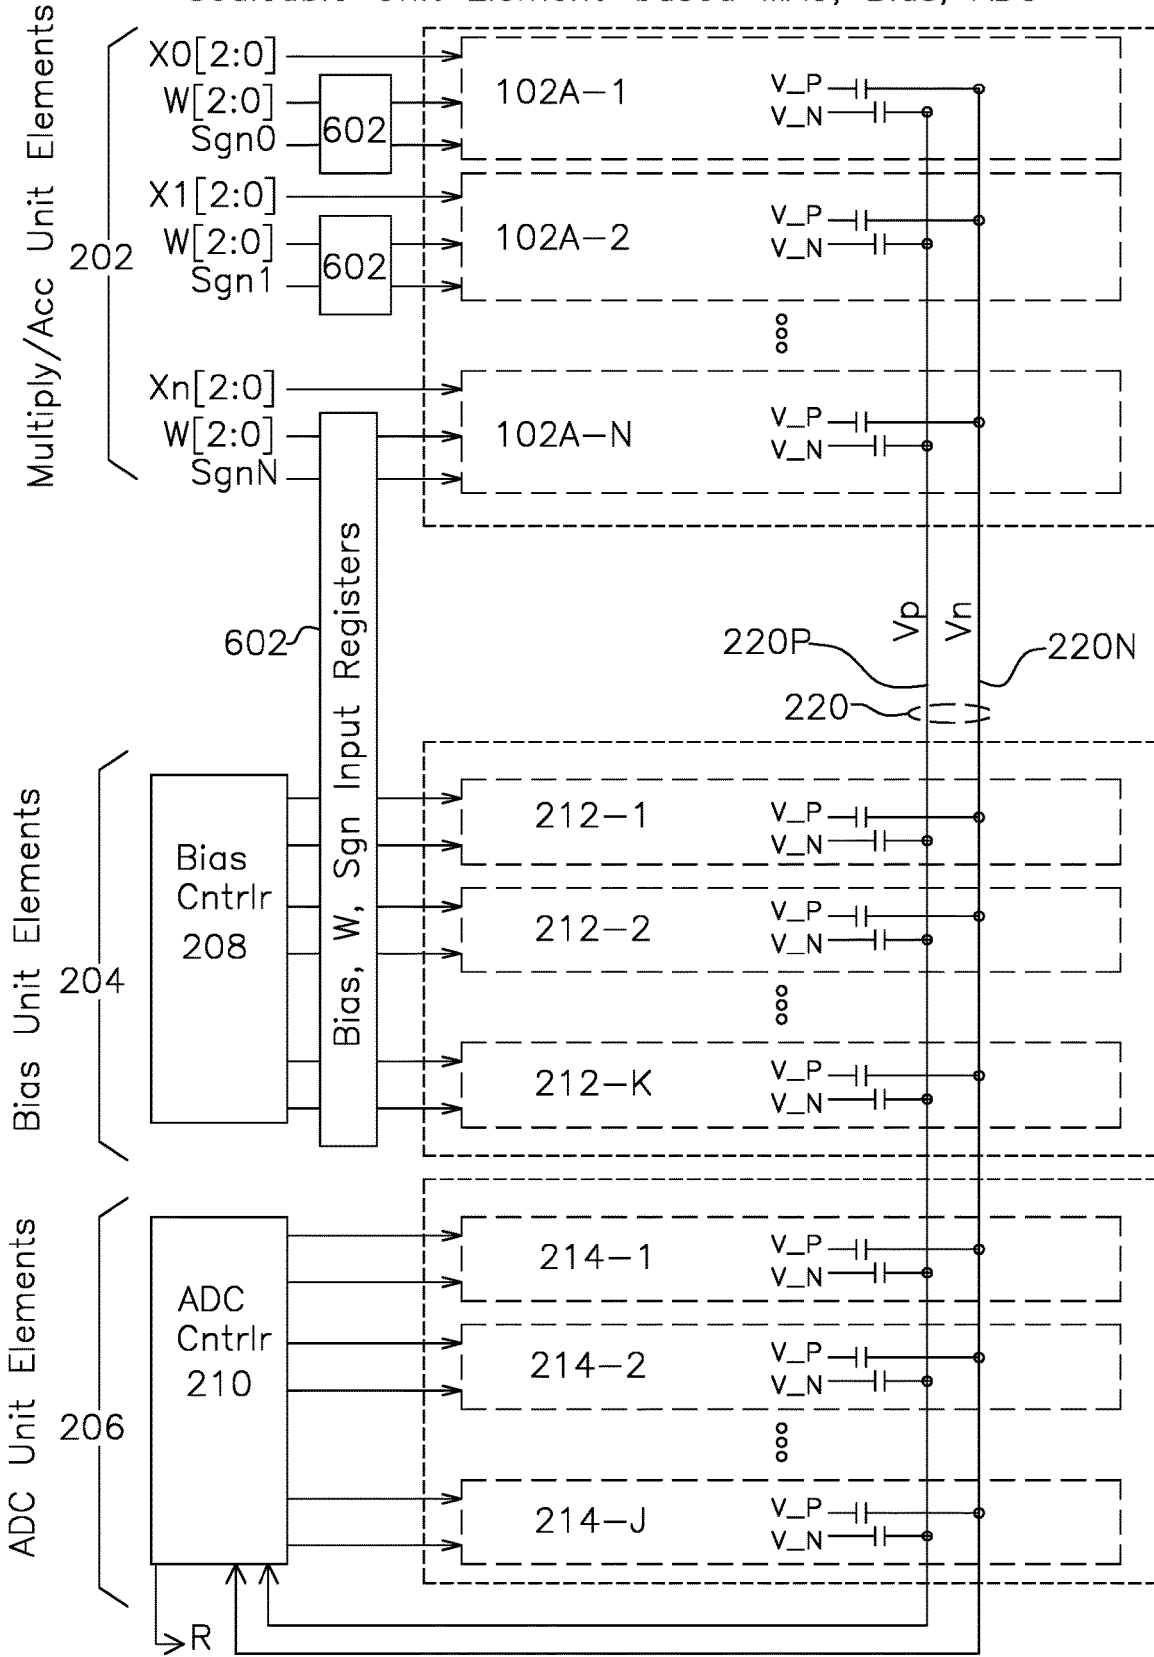 Scaleable Unit Element based MAC, Bias, ADC
Multiply/Acc Unit Elements
202
X0[2:0]
W[2:0]
Sgn0
602
102A-1
V_P
V_N
X1[2:0]
W[2:0]
Sgn1
602
102A-2
V_P
V_N
Xn[2:0]
W[2:0]
SgnN
102A-N
V_P
V_N
602
Bias, W, Sgn Input Registers
Vp
Vn
220P
220N
220
Bias Unit Elements
204
Bias
Cntrlr
208
212-1
V_P
V_N
212-2
V_P
V_N
212-K
V_P
V_N
ADC Unit Elements
206
ADC
Cntrlr
210
214-1
V_P
V_N
214-2
V_P
V_N
214-J
V_P
V_N
R